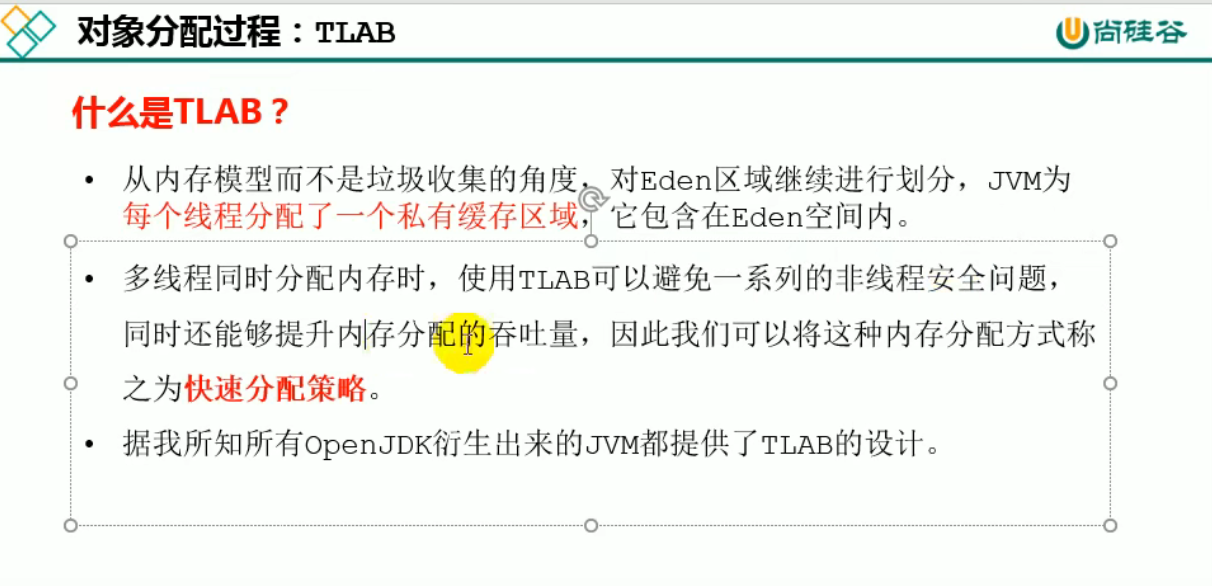 对象分配过程：TLAB
尚硅谷
什么是TLAB？
• 从内存模型而不是垃圾收集的角度，对Eden区域继续进行划分，JVM为
每个线程分配了一个私有缓存区域，它包含在Eden空间内。
• 多线程同时分配内存时，使用TLAB可以避免一系列的非线程安全问题，
同时还能够提升内存分配的吞吐量，因此我们可以将这种内存分配方式称
之为快速分配策略。
• 据我所知所有OpenJDK衍生出来的JVM都提供了TLAB的设计。